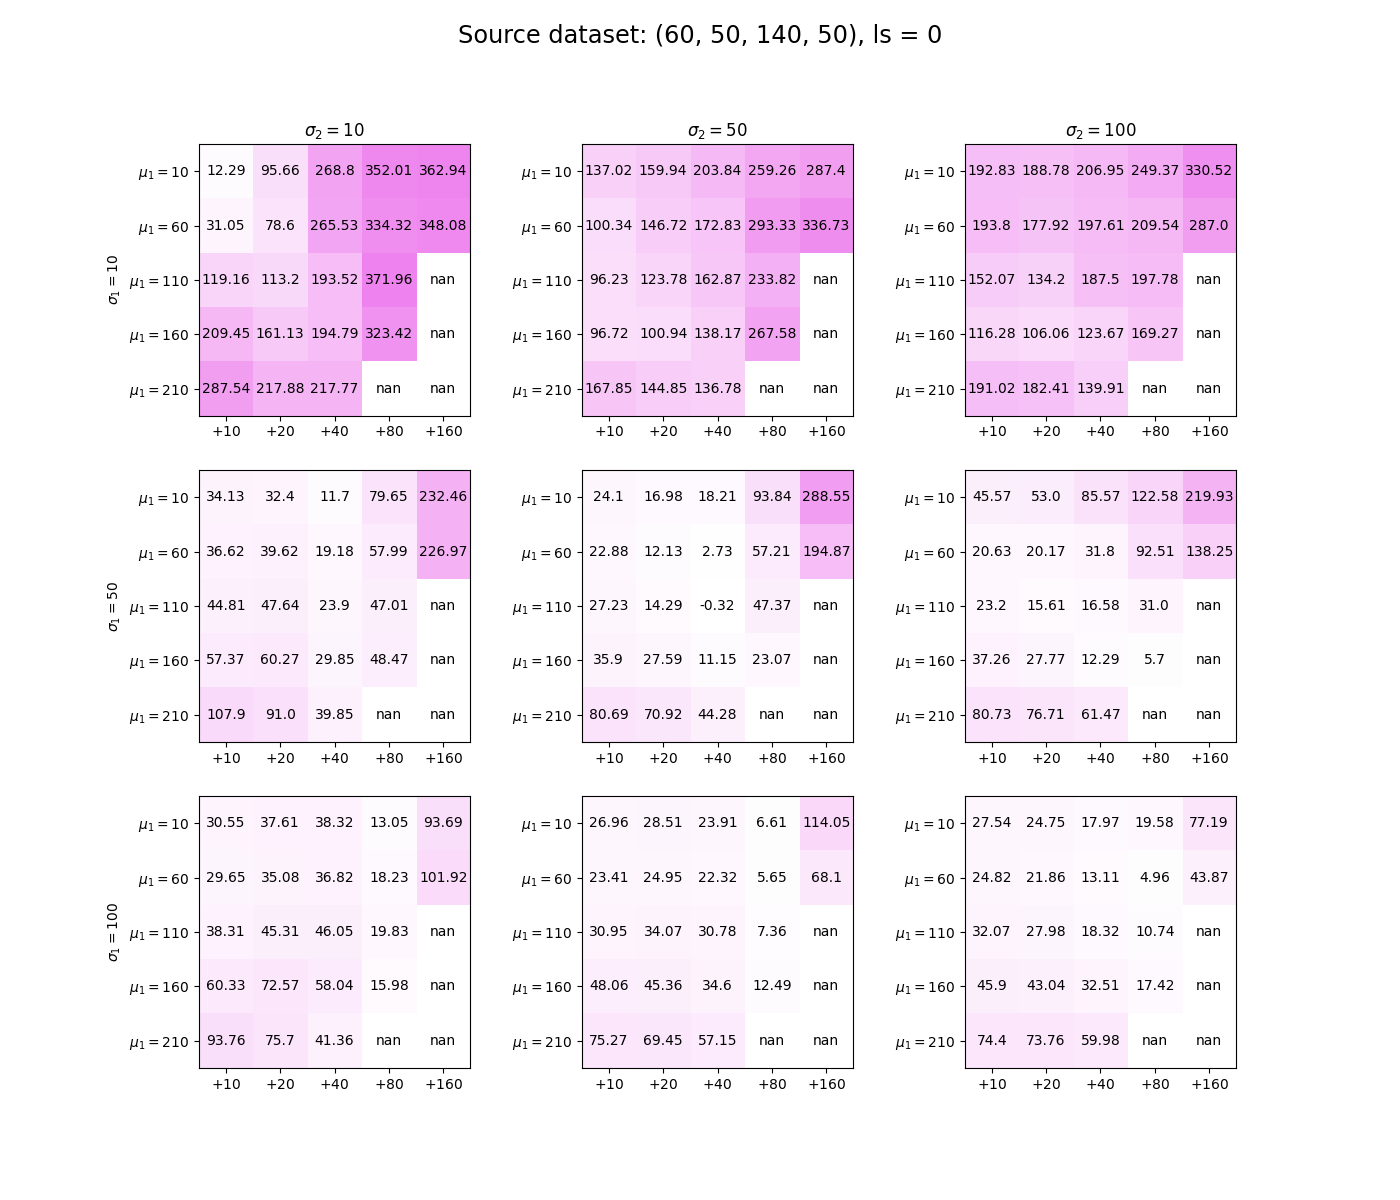 Source dataset: (60, 50, 140, 50), ls = 0
σ₂ = 10 σ₂ = 50 σ₂ = 100
σ₁ = 10
μ₁ = 10 12.29 95.66 268.8 352.01 362.94 μ₁ = 10 137.02 159.94 203.84 259.26 287.4 μ₁ = 10 192.83 188.78 206.95 249.37 330.52
μ₁ = 60 31.05 78.6 265.53 334.32 348.08 μ₁ = 60 100.34 146.72 172.83 293.33 336.73 μ₁ = 60 193.8 177.92 197.61 209.54 287.0
μ₁ = 110 119.16 113.2 193.52 371.96 nan μ₁ = 110 96.23 123.78 162.87 233.82 nan μ₁ = 110 152.07 134.2 187.5 197.78 nan
μ₁ = 160 209.45 161.13 194.79 323.42 nan μ₁ = 160 96.72 100.94 138.17 267.58 nan μ₁ = 160 116.28 106.06 123.67 169.27 nan
μ₁ = 210 287.54 217.88 217.77 nan nan μ₁ = 210 167.85 144.85 136.78 nan nan μ₁ = 210 191.02 182.41 139.91 nan nan
+10 +20 +40 +80 +160 +10 +20 +40 +80 +160 +10 +20 +40 +80 +160
σ₁ = 50
μ₁ = 10 34.13 32.4 11.7 79.65 232.46 μ₁ = 10 24.1 16.98 18.21 93.84 288.55 μ₁ = 10 45.57 53.0 85.57 122.58 219.93
μ₁ = 60 36.62 39.62 19.18 57.99 226.97 μ₁ = 60 22.88 12.13 2.73 57.21 194.87 μ₁ = 60 20.63 20.17 31.8 92.51 138.25
μ₁ = 110 44.81 47.64 23.9 47.01 nan μ₁ = 110 27.23 14.29 -0.32 47.37 nan μ₁ = 110 23.2 15.61 16.58 31.0 nan
μ₁ = 160 57.37 60.27 29.85 48.47 nan μ₁ = 160 35.9 27.59 11.15 23.07 nan μ₁ = 160 37.26 27.77 12.29 5.7 nan
μ₁ = 210 107.9 91.0 39.85 nan nan μ₁ = 210 80.69 70.92 44.28 nan nan μ₁ = 210 80.73 76.71 61.47 nan nan
+10 +20 +40 +80 +160 +10 +20 +40 +80 +160 +10 +20 +40 +80 +160
σ₁ = 100
μ₁ = 10 30.55 37.61 38.32 13.05 93.69 μ₁ = 10 26.96 28.51 23.91 6.61 114.05 μ₁ = 10 27.54 24.75 17.97 19.58 77.19
μ₁ = 60 29.65 35.08 36.82 18.23 101.92 μ₁ = 60 23.41 24.95 22.32 5.65 68.1 μ₁ = 60 24.82 21.86 13.11 4.96 43.87
μ₁ = 110 38.31 45.31 46.05 19.83 nan μ₁ = 110 30.95 34.07 30.78 7.36 nan μ₁ = 110 32.07 27.98 18.32 10.74 nan
μ₁ = 160 60.33 72.57 58.04 15.98 nan μ₁ = 160 48.06 45.36 34.6 12.49 nan μ₁ = 160 45.9 43.04 32.51 17.42 nan
μ₁ = 210 93.76 75.7 41.36 nan nan μ₁ = 210 75.27 69.45 57.15 nan nan μ₁ = 210 74.4 73.76 59.98 nan nan
+10 +20 +40 +80 +160 +10 +20 +40 +80 +160 +10 +20 +40 +80 +160